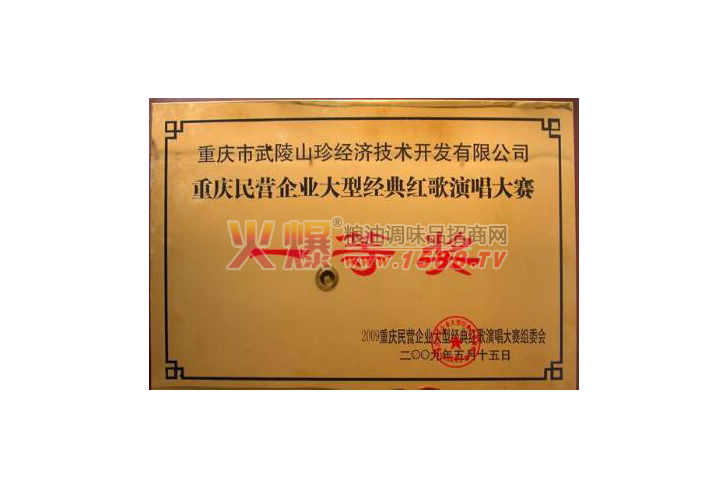 重庆市武陵山珍经济技术开发有限公司
重庆民营企业大型经典红歌演唱大赛
一等奖
火爆®粮油调味品招商网
www.1588.TV
2009重庆民营企业大型经典红歌演唱大赛组委会
二〇〇九年五月十五日